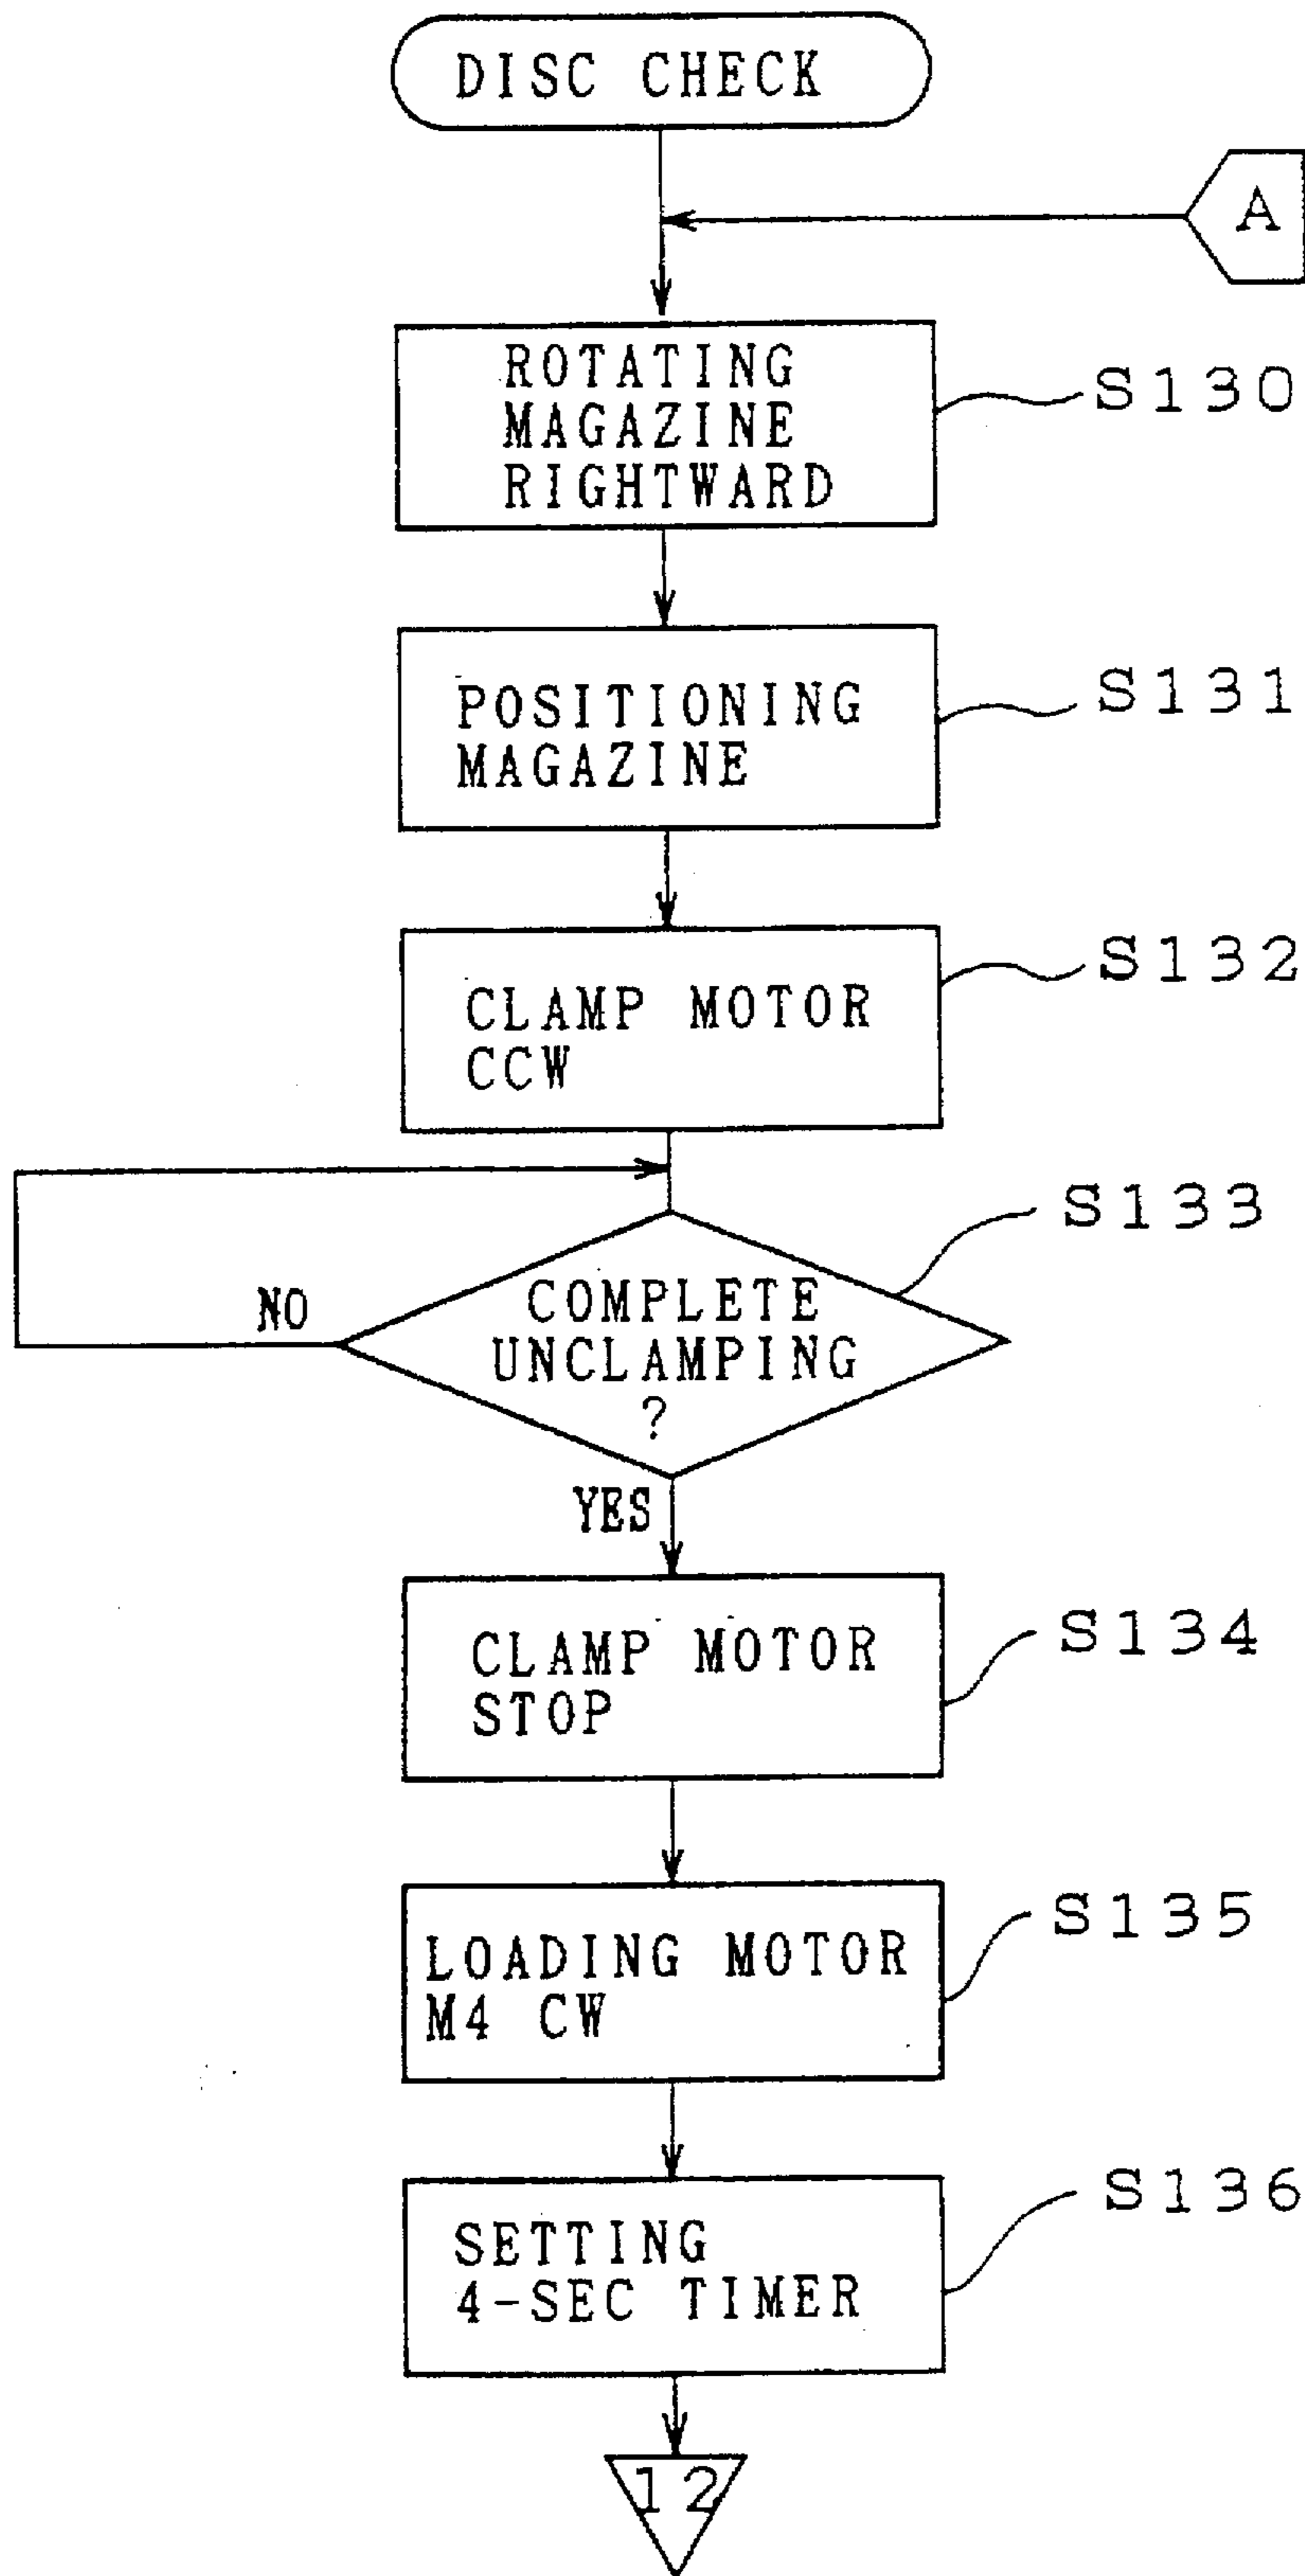 DISC CHECK
A
ROTATING
MAGAZINE
RIGHTWARD
S130
POSITIONING
MAGAZINE
S131
CLAMP MOTOR
CCW
S132
S133
COMPLETE
UNCLAMPING
?
NO
YES
CLAMP MOTOR
STOP
S134
LOADING MOTOR
M4 CW
S135
SETTING
4-SEC TIMER
S136
12